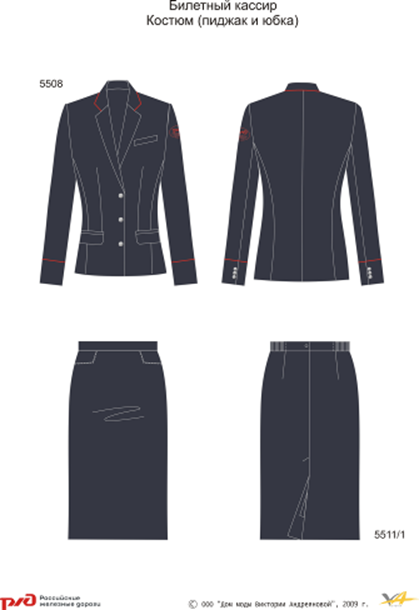 Билетный кассир
Костюм (пиджак и юбка)
5508
5511/1
Российские
железные дороги
© ООО "Дом моды Виктории Андреяновой", 2009 г.